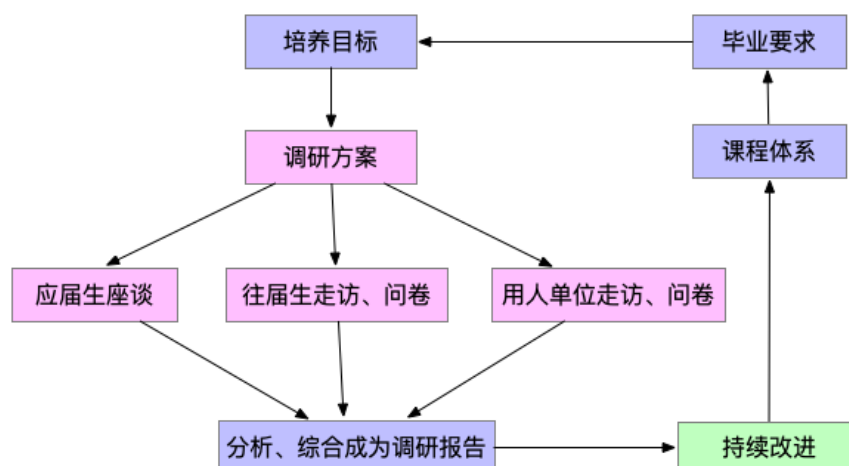 培养目标
毕业要求
调研方案
课程体系
应届生座谈
往届生走访、问卷
用人单位走访、问卷
分析、综合成为调研报告
持续改进